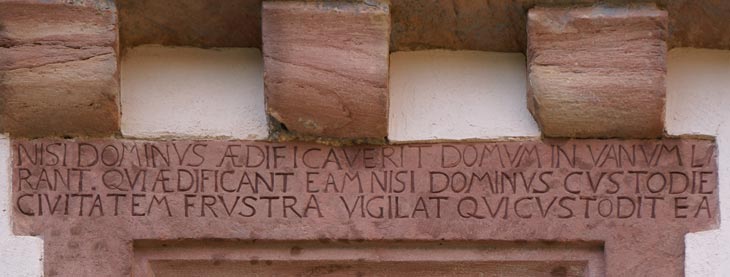 NISI DOMINVS ÆDIFICAVERIT DOMVM IN VANVM L
RANT. QVI ÆDIFICANT EAM NISI DOMINVS CVSTODIE
CIVITATEM FRVSTRA VIGILAT QVI CVSTODIT EA